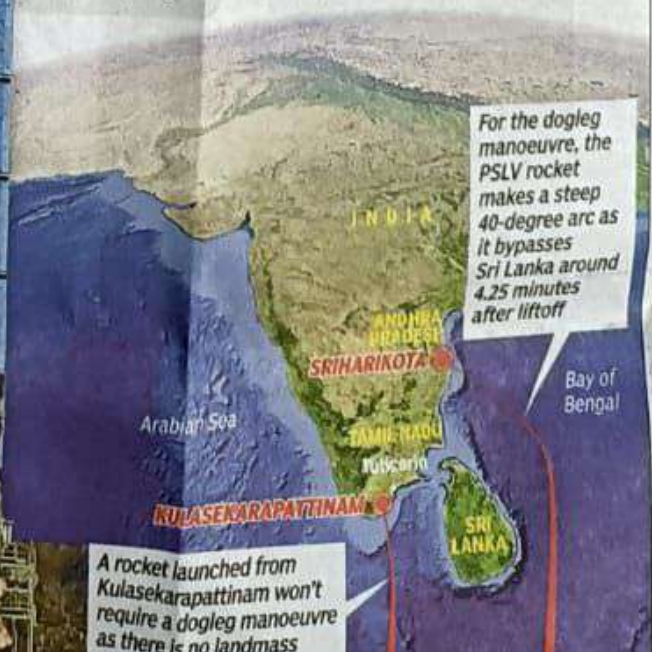 For the dogleg
manoeuvre, the
PSLV rocket
makes a steep
40-degree arc as
it bypasses
Sri Lanka around
4.25 minutes
after liftoff
INDIA
ANDHRA
PRADESH
SRIHARIKOTA
Bay of
Bengal
Arabian Sea
TAMIL NADU
Tuticorin
KULASEKARAPATTINAM
SRI
LANKA
A rocket launched from
Kulasekarapattinam won't
require a dogleg manoeuvre
as there is no landmass